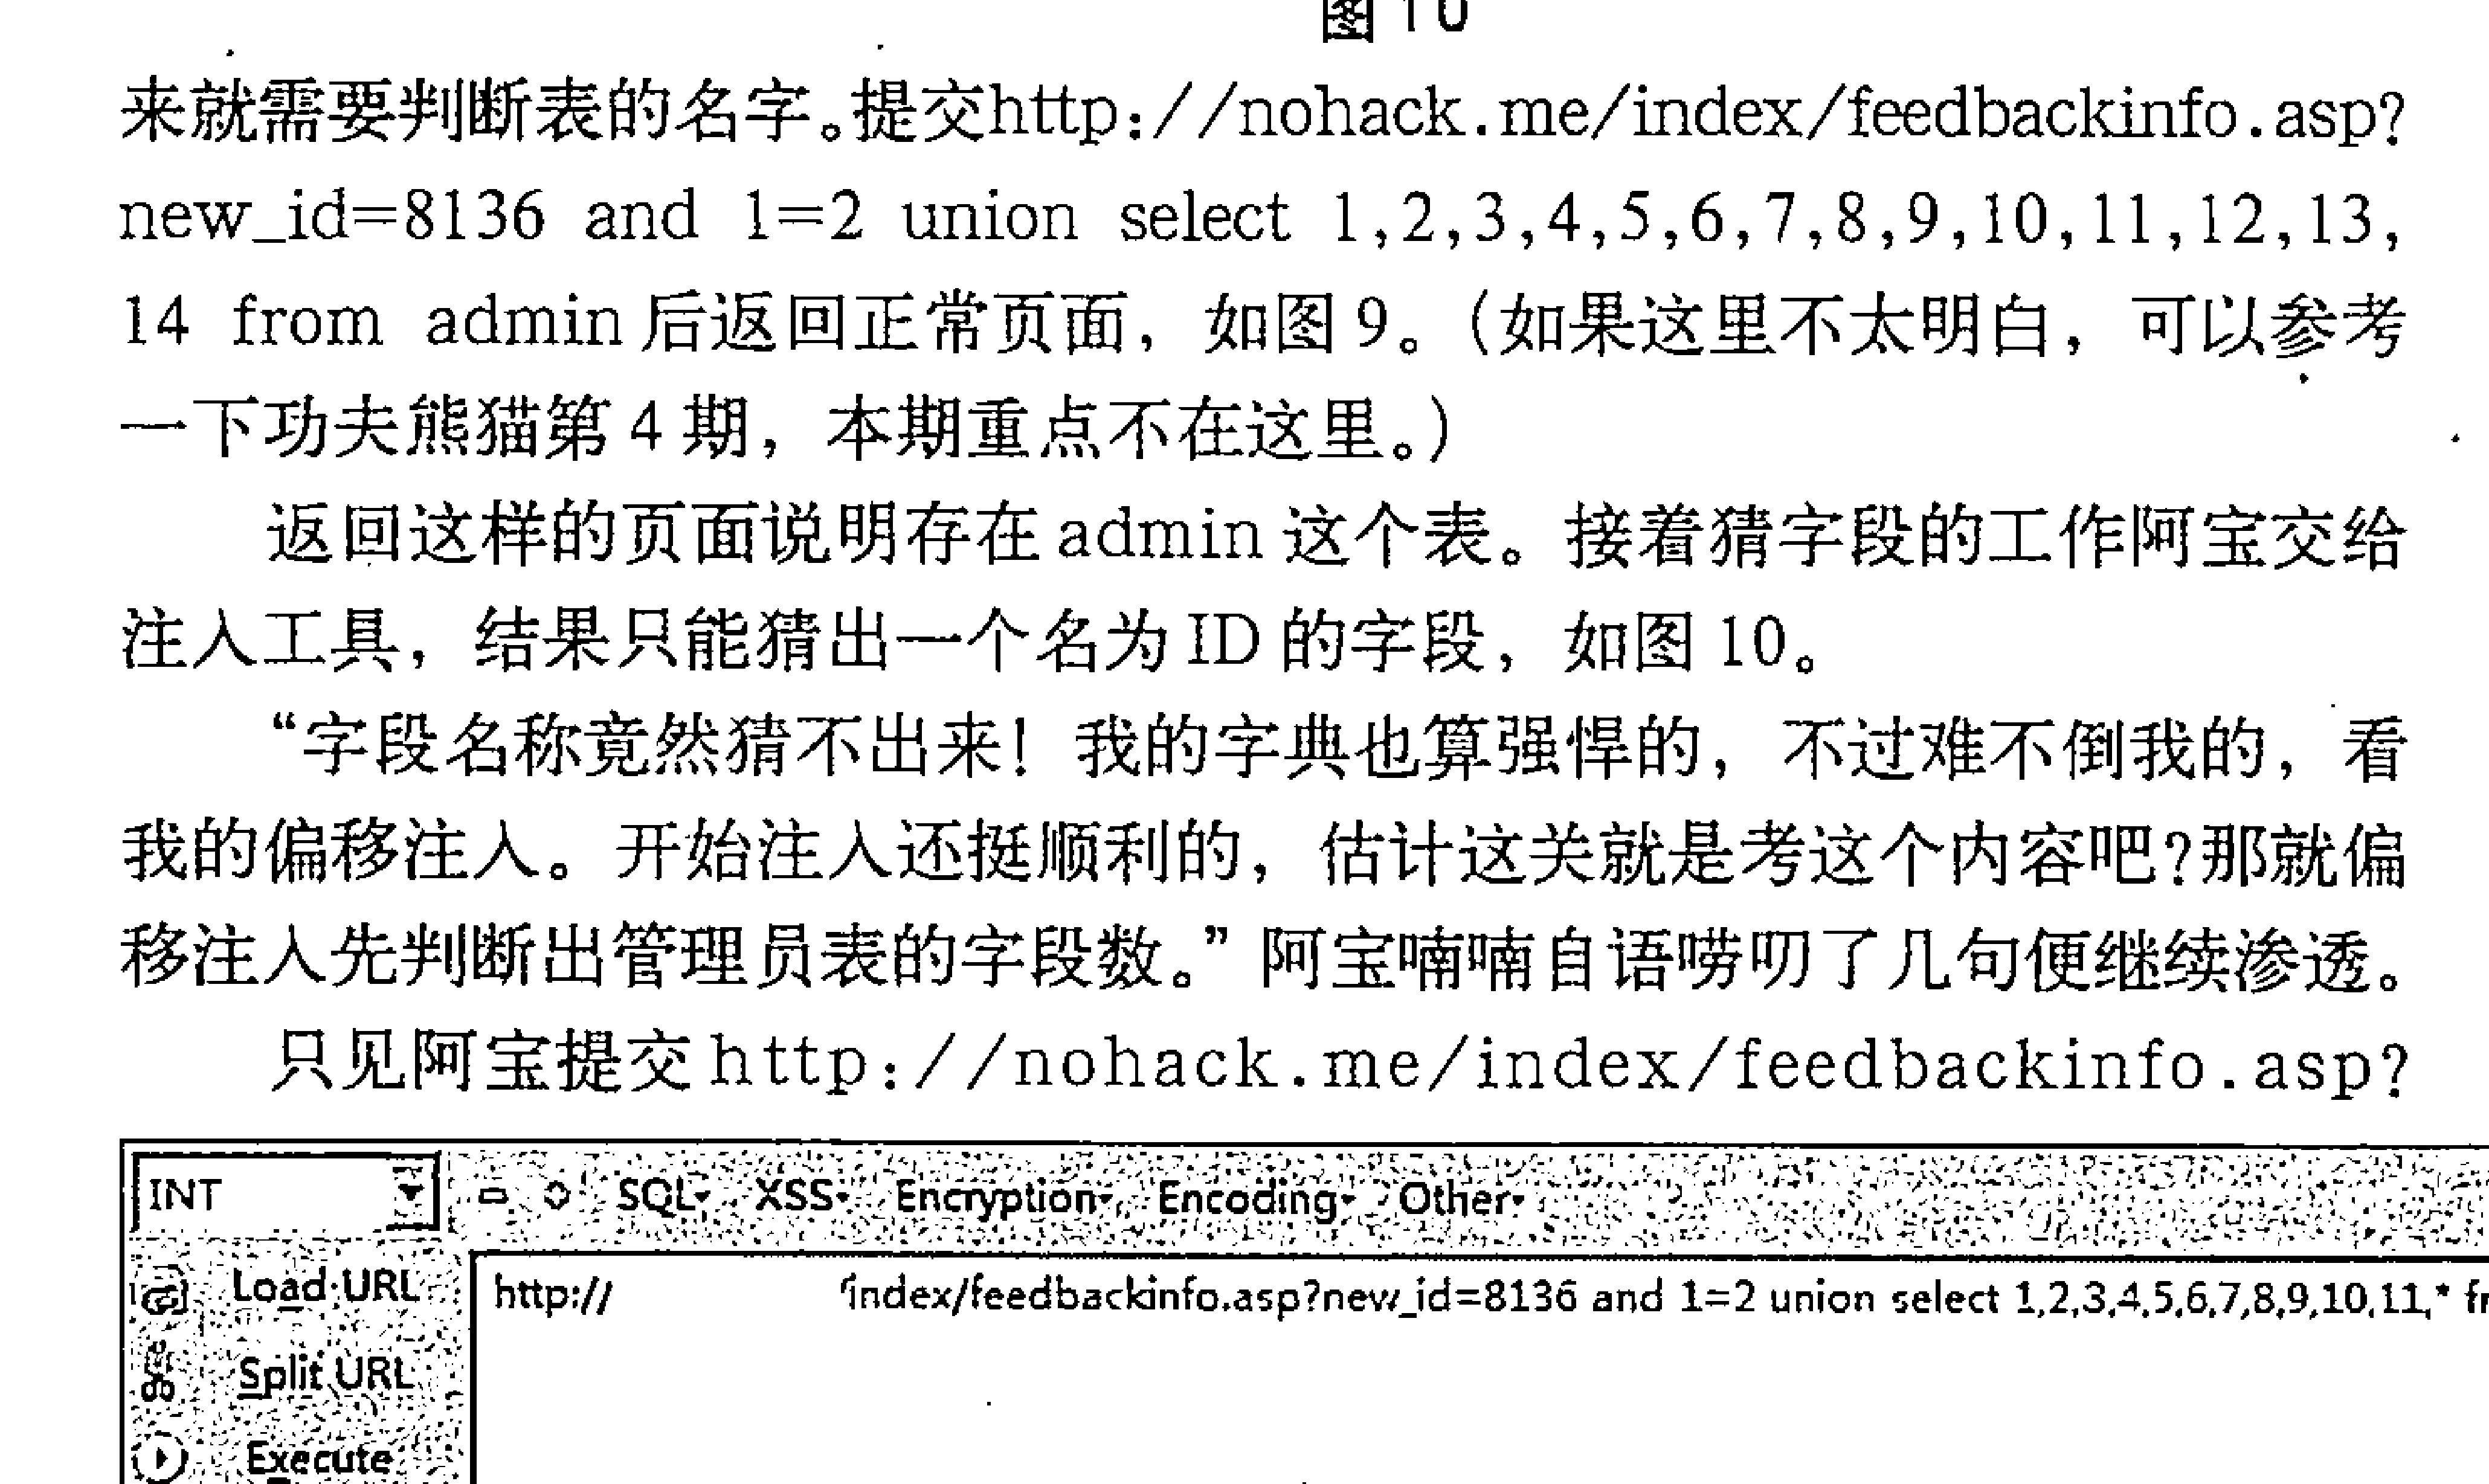 图10
来就需要判断表的名字。提交http://nohack.me/index/feedbackinfo.asp?
new_id=8136 and 1=2 union select 1,2,3,4,5,6,7,8,9,10,11,12,13,
14 from admin后返回正常页面，如图9。（如果这里不太明白，可以参考
一下功夫熊猫第4期，本期重点不在这里。）
返回这样的页面说明存在admin这个表。接着猜字段的工作阿宝交给
注入工具，结果只能猜出一个名为ID的字段，如图10。
“字段名称竟然猜不出来！我的字典也算强悍的，不过难不倒我的，看
我的偏移注入。开始注入还挺顺利的，估计这关就是考这个内容吧？那就偏
移注入先判断出管理员表的字段数。”阿宝喃喃自语唠叨了几句便继续渗透。
只见阿宝提交http://nohack.me/index/feedbackinfo.asp?
INT SQL XSS Encryption Encoding Other
Load URL http:// index/feedbackinfo.asp?new_id=8136 and 1=2 union select 1,2,3,4,5,6,7,8,9,10,11,* fr
Split URL
Execute